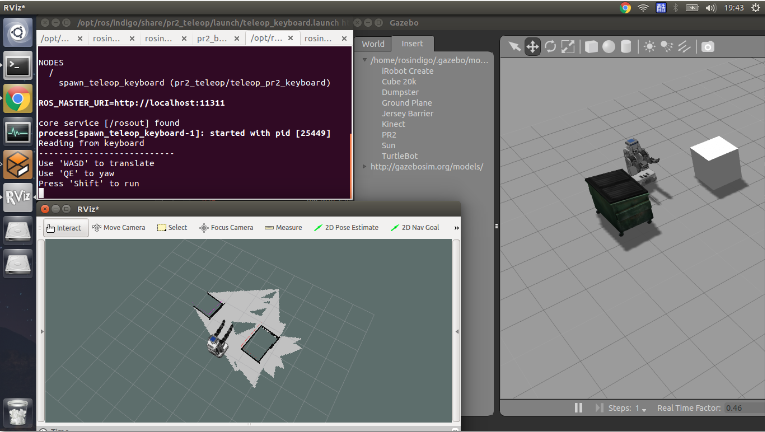 RViz*
19:43
/opt/ros/indigo/share/pr2_teleop/launch/teleop_keyboard.launch
Gazebo
/opt/...
rosin...
rosin...
pr2_b...
/opt/r...
rosin...
World
Insert
NODES
/
spawn_teleop_keyboard (pr2_teleop/teleop_pr2_keyboard)
ROS_MASTER_URI=http://localhost:11311
core service [/rosout] found
process[spawn_teleop_keyboard-1]: started with pid [25449]
Reading from keyboard
---------------------------
Use 'WASD' to translate
Use 'QE' to yaw
Press 'Shift' to run
/home/rosindigo/.gazebo/mo...
IRobot Create
Cube 20k
Dumpster
Ground Plane
Jersey Barrier
Kinect
PR2
Sun
TurtleBot
http://gazebosim.org/models/
RViz*
Interact
Move Camera
Select
Focus Camera
Measure
2D Pose Estimate
2D Nav Goal
RViz
Steps: 1
Real Time Factor: 0.46
Time